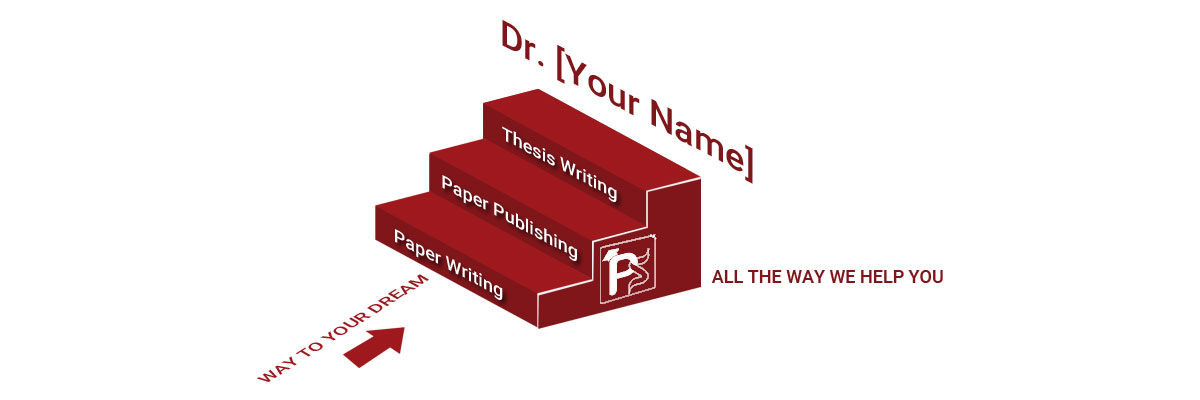 Dr. [Your Name]
Thesis Writing
Paper Publishing
Paper Writing
WAY TO YOUR DREAM
ALL THE WAY WE HELP YOU
P